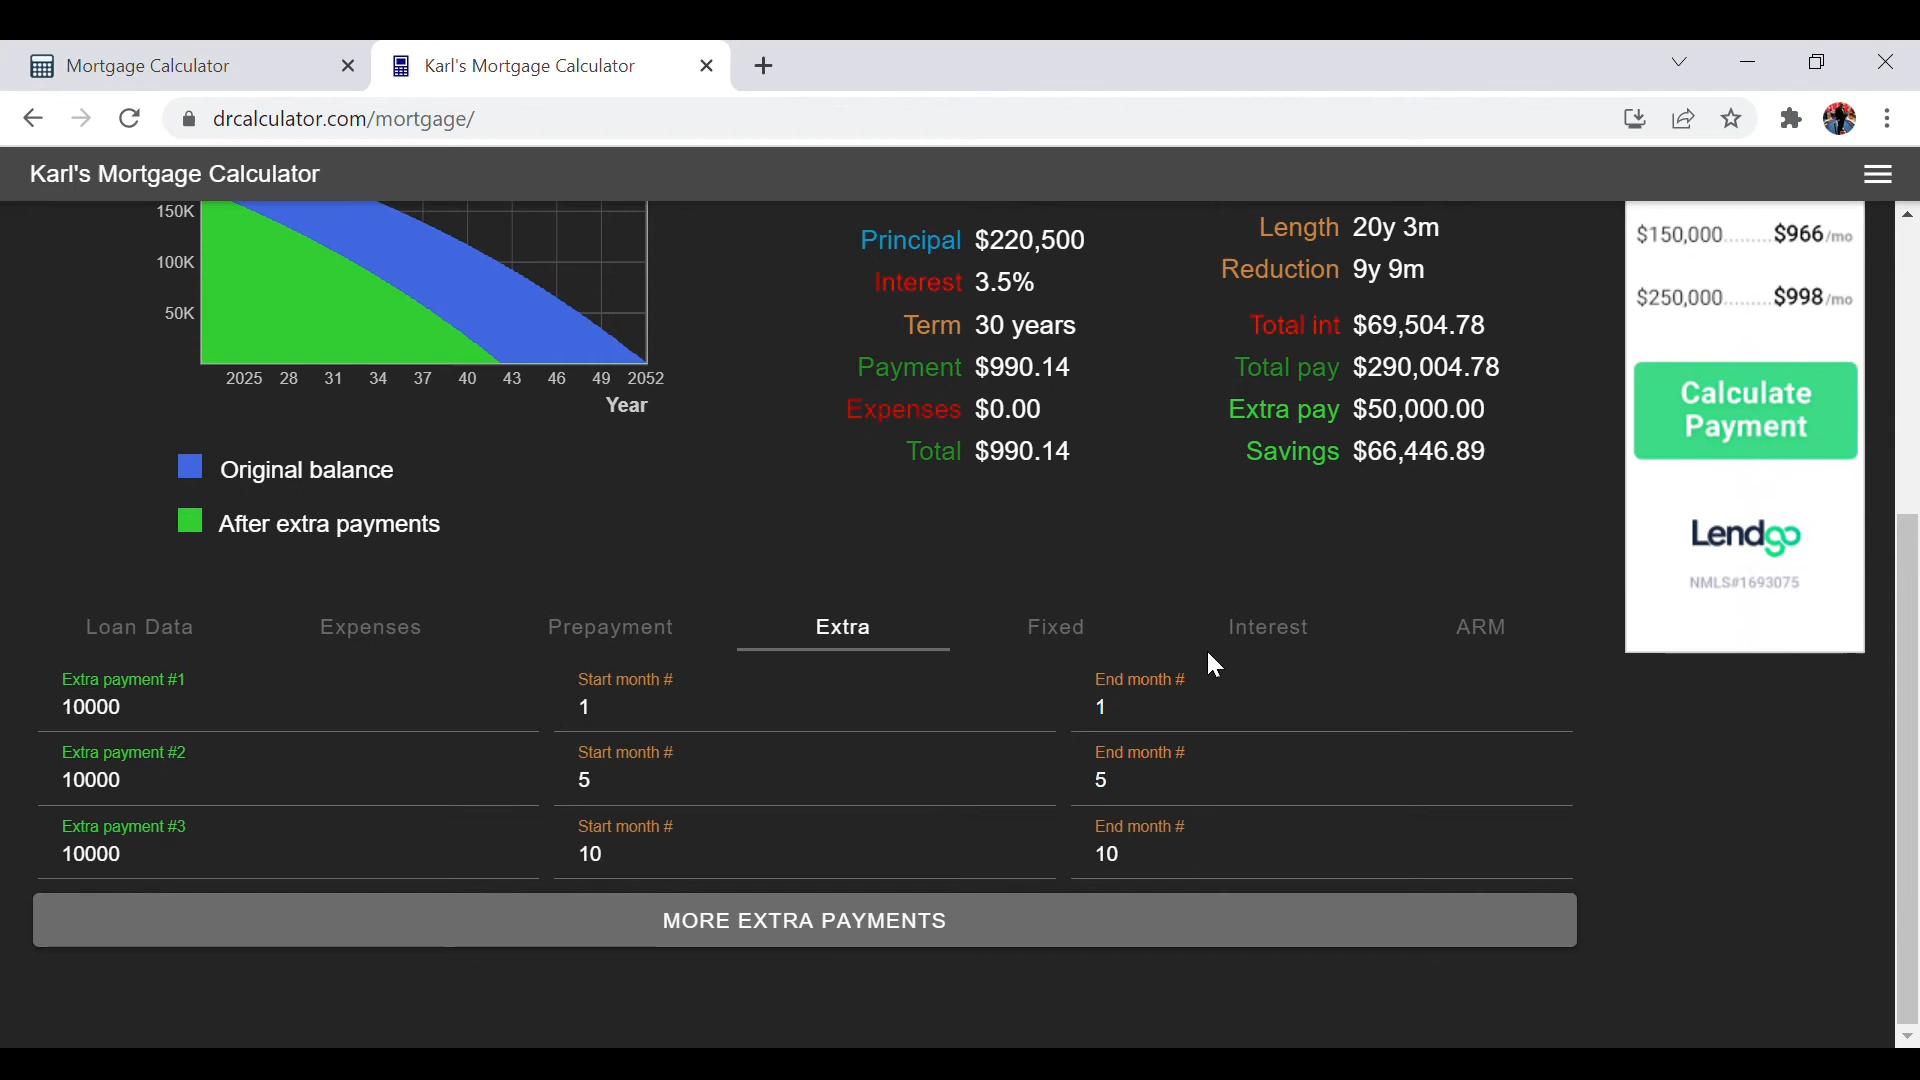 Mortgage Calculator
Karl's Mortgage Calculator
drcalculator.com/mortgage/
Karl's Mortgage Calculator
150K
100K
50K
2025 28 31 34 37 40 43 46 49 2052
Year
Original balance
After extra payments
Principal $220,500
Interest 3.5%
Term 30 years
Payment $990.14
Expenses $0.00
Total $990.14
Length 20y 3m
Reduction 9y 9m
Total int $69,504.78
Total pay $290,004.78
Extra pay $50,000.00
Savings $66,446.89
$150,000.........$966/mo
$250,000.........$998/mo
Calculate
Payment
Lendgo
NMLS#1693075
Loan Data Expenses Prepayment Extra Fixed Interest ARM
Extra payment #1 Start month # End month #
10000 1 1
Extra payment #2 Start month # End month #
10000 5 5
Extra payment #3 Start month # End month #
10000 10 10
MORE EXTRA PAYMENTS